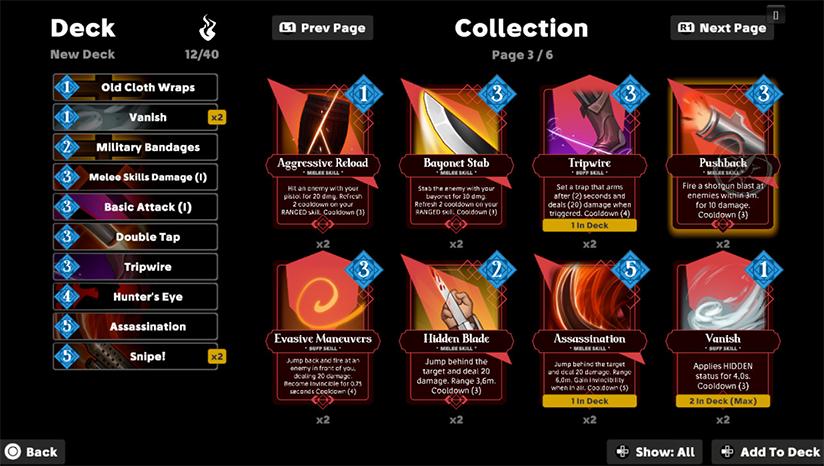 Deck
New Deck 12/40
1 Old Cloth Wraps
1 Vanish x2
2 Military Bandages
3 Melee Skills Damage (I)
3 Basic Attack (I)
3 Double Tap
3 Tripwire
4 Hunter's Eye
5 Assassination
5 Snipe! x2
L1 Prev Page
Collection
R1 Next Page
Page 3 / 6
1
Aggressive Reload
* MELEE SKILL *
Hit an enemy with your
pistol, for 20 dmg. Refresh
2 cooldown on your
RANGED skill. Cooldown (3)
x2
3
Bayonet Stab
* MELEE SKILL *
Stab the enemy with your
bayonet for 30 dmg.
Refresh 2 cooldown on your
RANGED skill. Cooldown (3)
x2
3
Tripwire
* BUFF SKILL *
Set a trap that arms
after (2) seconds and
deals (20) damage when
triggered. Cooldown (4)
1 In Deck
x2
3
Pushback
* MELEE SKILL *
Fire a shotgun blast at
enemies within 3m.
for 10 damage.
Cooldown (3)
x2
3
Evasive Maneuvers
* BUFF SKILL *
Jump back and fire at an
enemy in front of you,
dealing 20 damage.
Become invincible for 0.75
seconds Cooldown (4)
x2
2
Hidden Blade
* MELEE SKILL *
Jump behind the
target and deal 20
damage. Range 3,6m.
Cooldown (3)
x2
5
Assassination
* MELEE SKILL *
Jump behind the target
and deal 20 damage. Range
6,0m. Gain invincibility
when in air. Cooldown (5)
1 In Deck
x2
1
Vanish
* BUFF SKILL *
Applies HIDDEN
status for 4,0s.
Cooldown (3)
2 In Deck (Max)
x2
Back
Show: All
Add To Deck